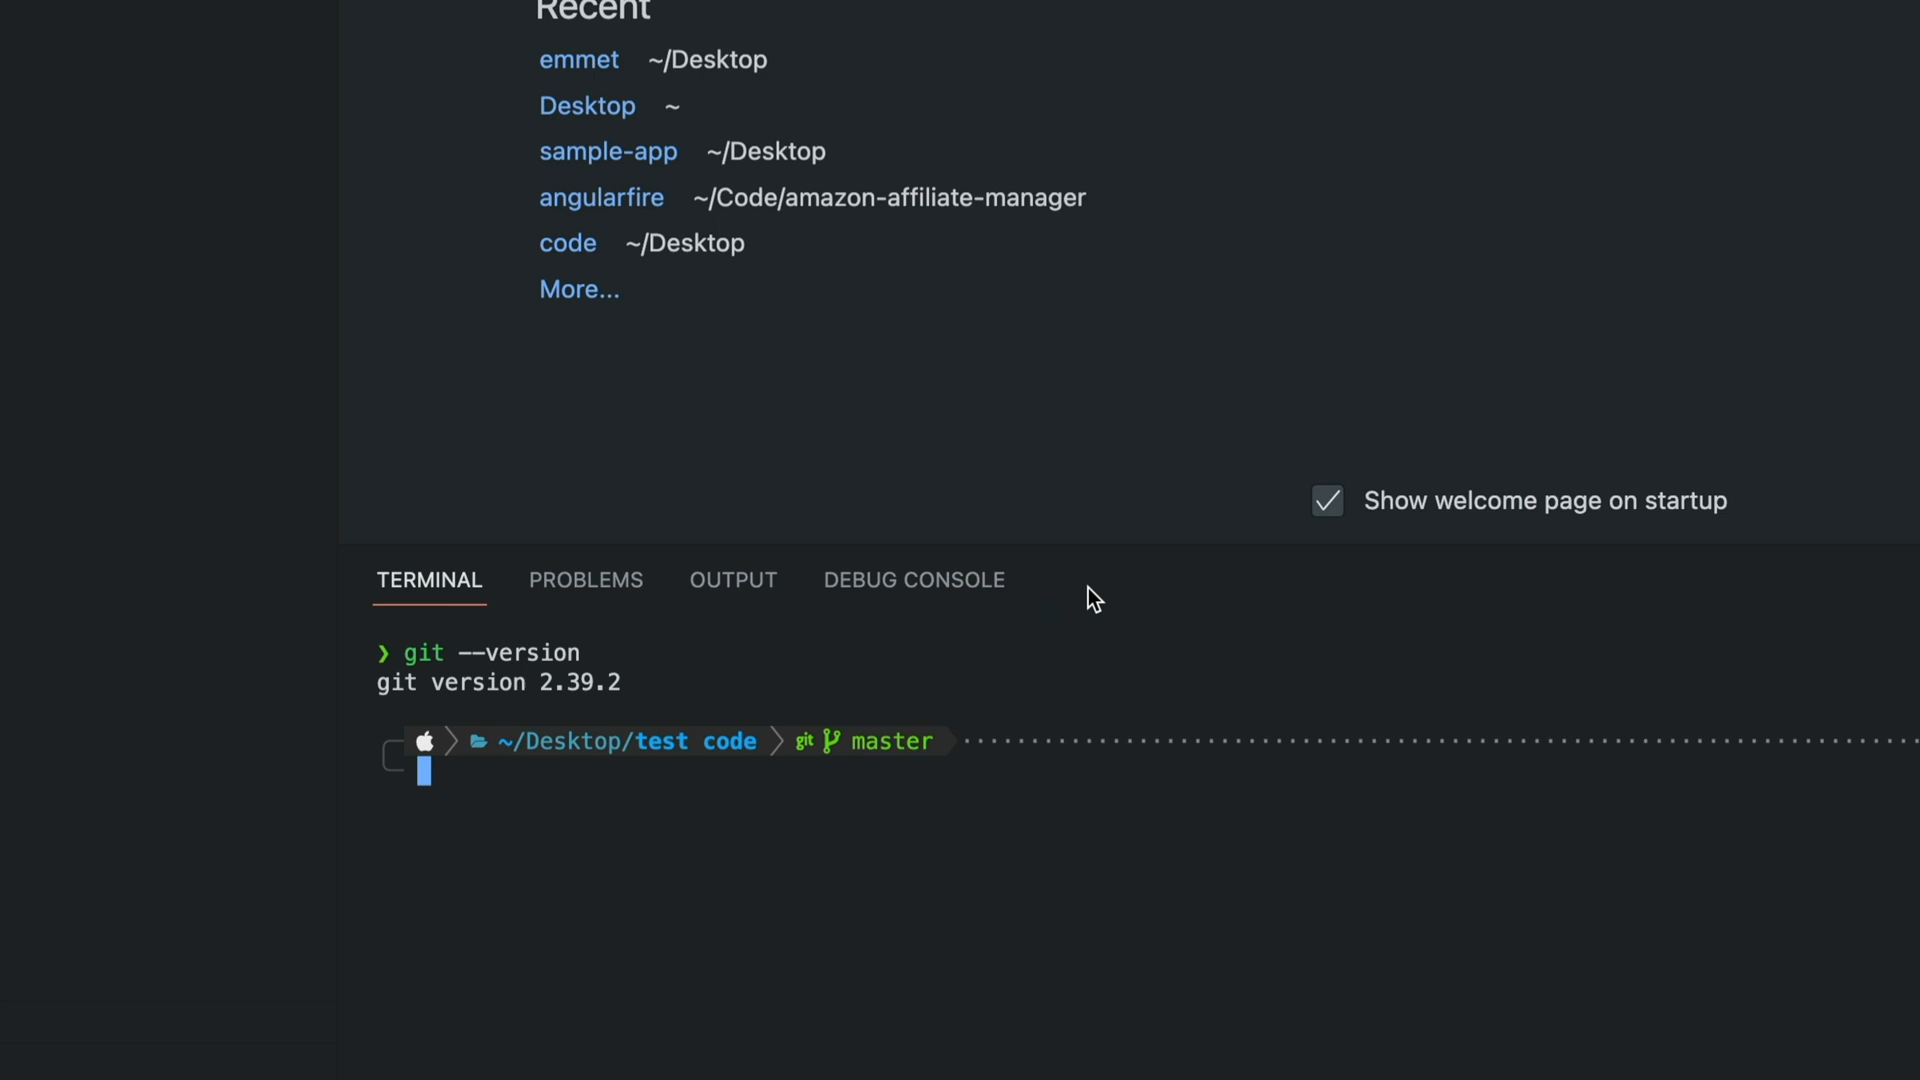 Recent
emmet ~/Desktop
Desktop ~
sample-app ~/Desktop
angularfire ~/Code/amazon-affiliate-manager
code ~/Desktop
More...
Show welcome page on startup
TERMINAL PROBLEMS OUTPUT DEBUG CONSOLE
❯ git --version
git version 2.39.2
~/Desktop/test code git master